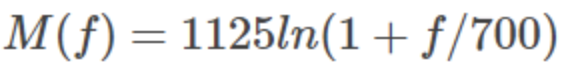 M(f) = 1125ln(1 + f/700)